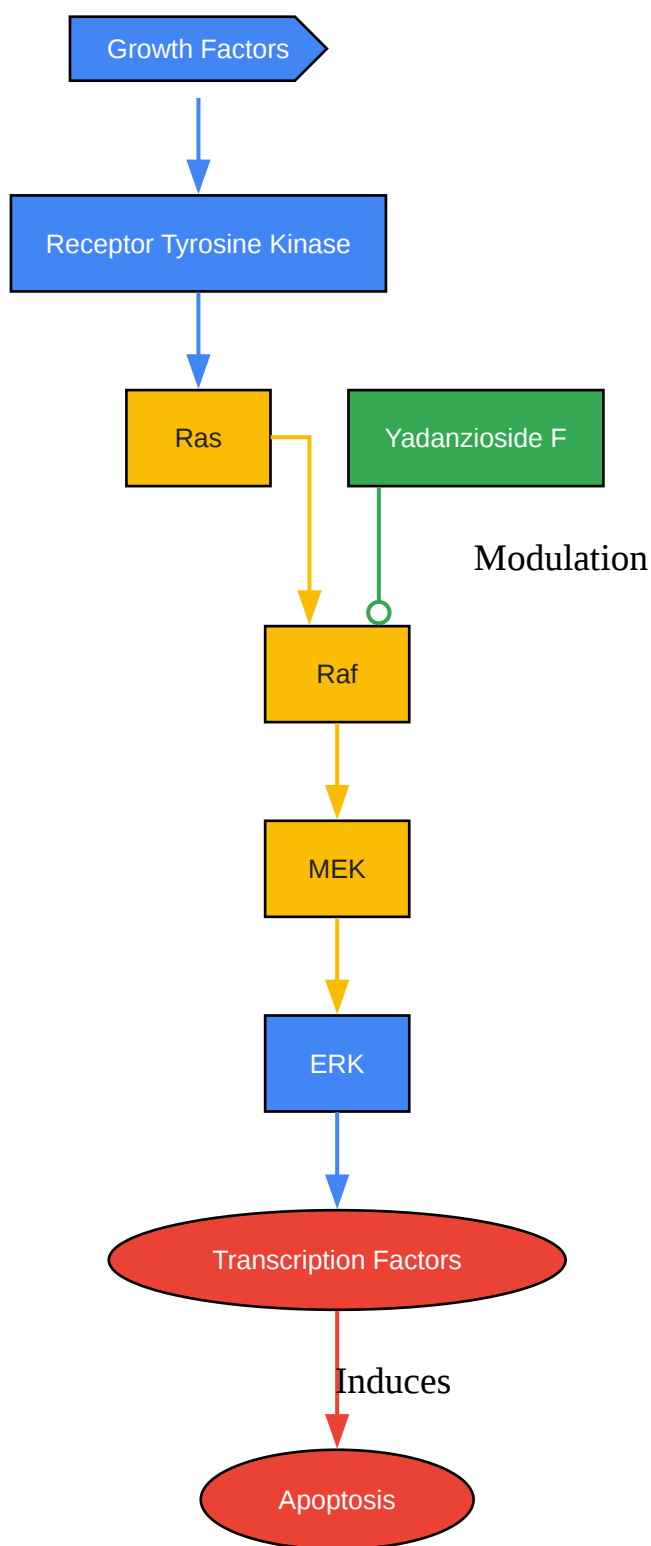 Growth Factors
Receptor Tyrosine Kinase
Ras
Yadanzioside F
Modulation
Raf
MEK
ERK
Transcription Factors
Induces
Apoptosis